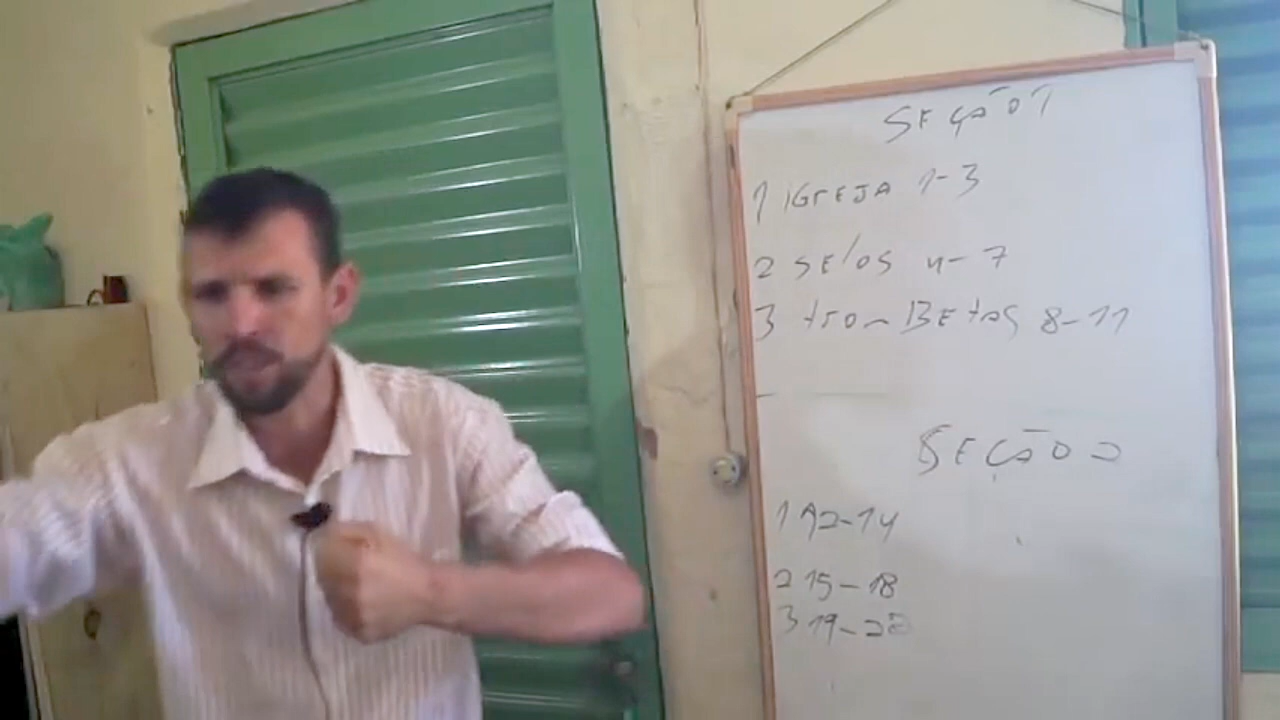 SEÇÃO 1
1 IGREJA 1-3
2 SElOS 4-7
3 tromBEtAS 8-11
SEÇÃO 2
1 12-14
2 15-18
3 19-22